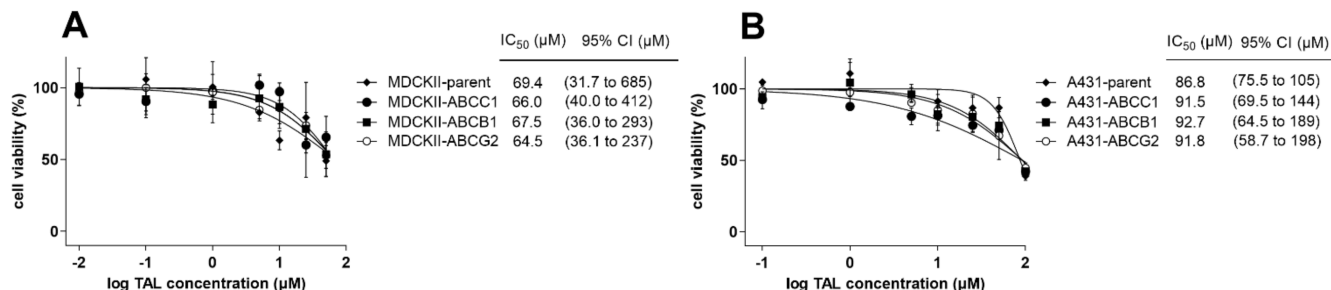 A
IC50 (µM) 95% CI (µM)
MDCKII-parent 69.4 (31.7 to 685)
MDCKII-ABCC1 66.0 (40.0 to 412)
MDCKII-ABCB1 67.5 (36.0 to 293)
MDCKII-ABCG2 64.5 (36.1 to 237)
cell viability (%)
100
50
0
-2 -1 0 1 2
log TAL concentration (µM)
B
IC50 (µM) 95% CI (µM)
A431-parent 86.8 (75.5 to 105)
A431-ABCC1 91.5 (69.5 to 144)
A431-ABCB1 92.7 (64.5 to 189)
A431-ABCG2 91.8 (58.7 to 198)
cell viability (%)
100
50
0
-1 0 1 2
log TAL concentration (µM)